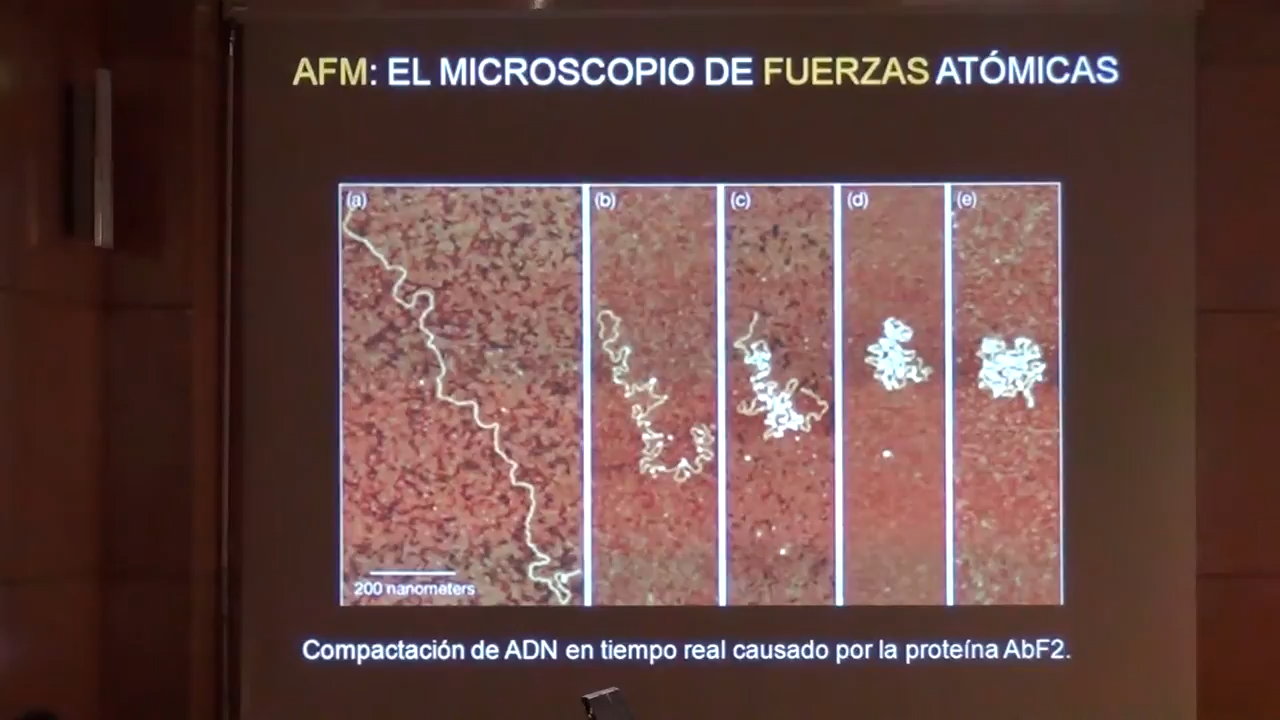 AFM: EL MICROSCOPIO DE FUERZAS ATÓMICAS
(a) (b) (c) (d) (e)
200 nanometers
Compactación de ADN en tiempo real causado por la proteína AbF2.